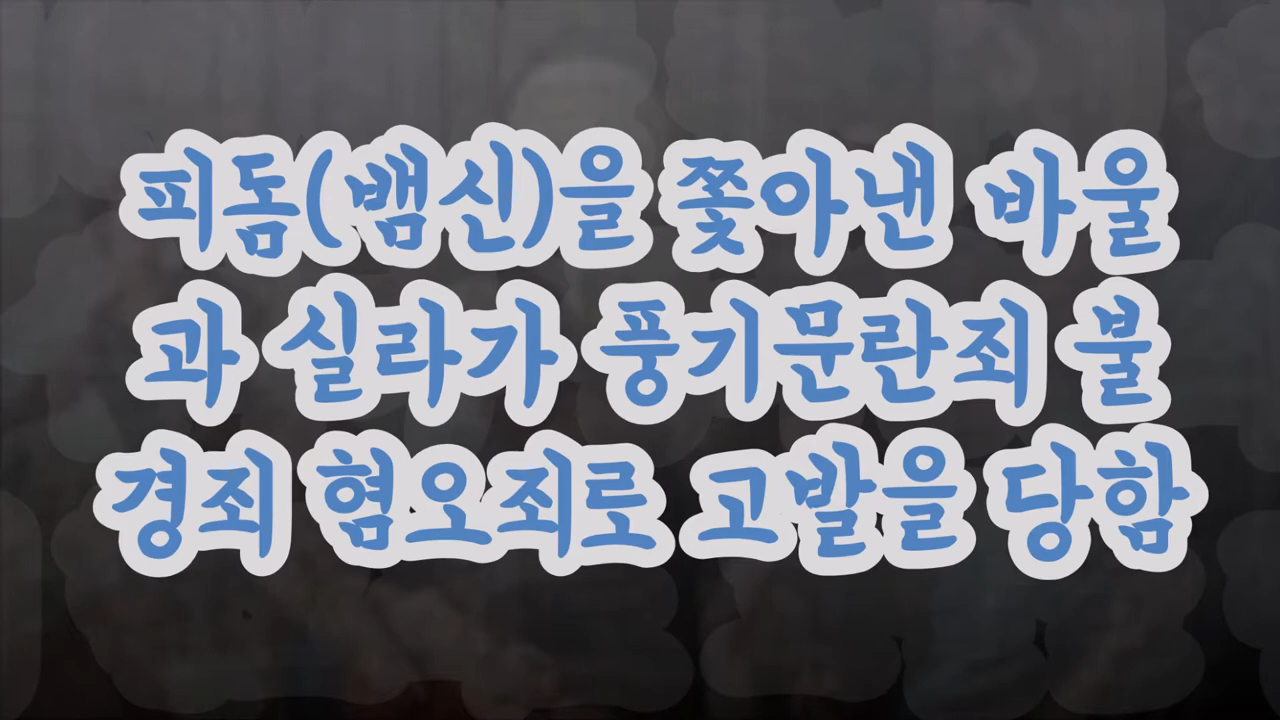 피돔(뱀신)을 쫓아낸 바울
과 실라가 풍기문란죄 불
경죄 혐오죄로 고발을 당함